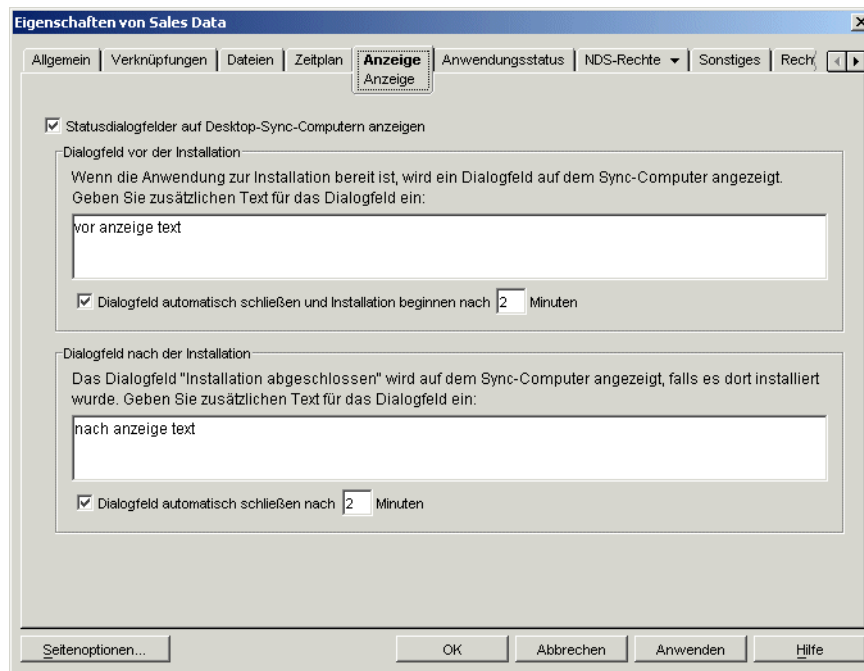 Eigenschaften von Sales Data
Allgemein Verknüpfungen Dateien Zeitplan Anzeige Anwendungsstatus NDS-Rechte Sonstiges Rech
Anzeige
Statusdialogfelder auf Desktop-Sync-Computern anzeigen
Dialogfeld vor der Installation
Wenn die Anwendung zur Installation bereit ist, wird ein Dialogfeld auf dem Sync-Computer angezeigt.
Geben Sie zusätzlichen Text für das Dialogfeld ein:
vor anzeige text
Dialogfeld automatisch schließen und Installation beginnen nach 2 Minuten
Dialogfeld nach der Installation
Das Dialogfeld "Installation abgeschlossen" wird auf dem Sync-Computer angezeigt, falls es dort installiert
wurde. Geben Sie zusätzlichen Text für das Dialogfeld ein:
nach anzeige text
Dialogfeld automatisch schließen nach 2 Minuten
Seitenoptionen... OK Abbrechen Anwenden Hilfe